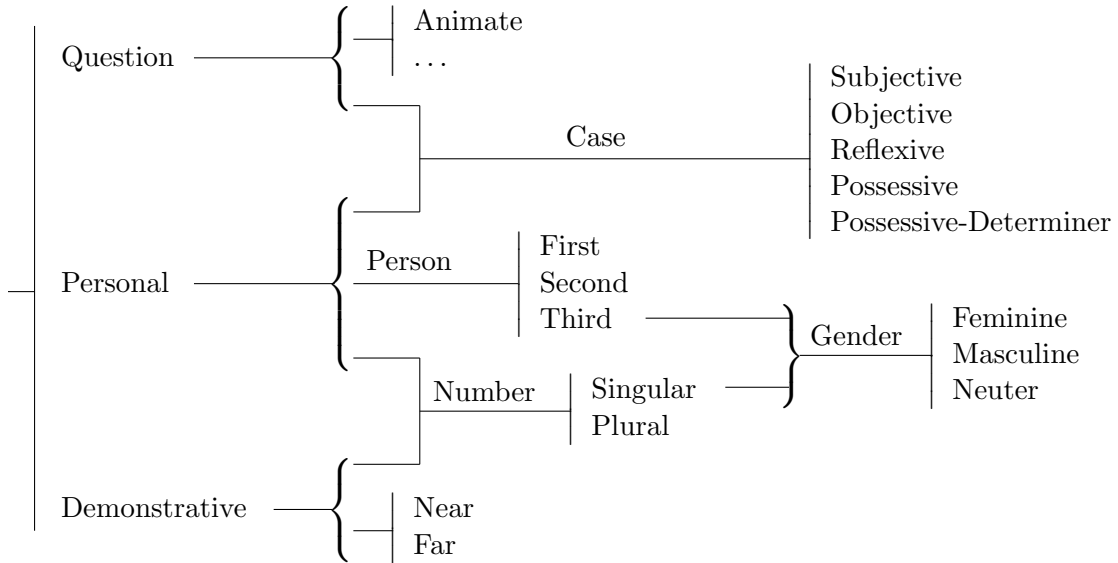 Animate
Question
. . .
Subjective
Objective
Case
Reflexive
Possessive
Possessive-Determiner
First
Person
Personal
Second
Third
Feminine
Gender
Masculine
Singular
Neuter
Number
Plural
Demonstrative
Near
Far